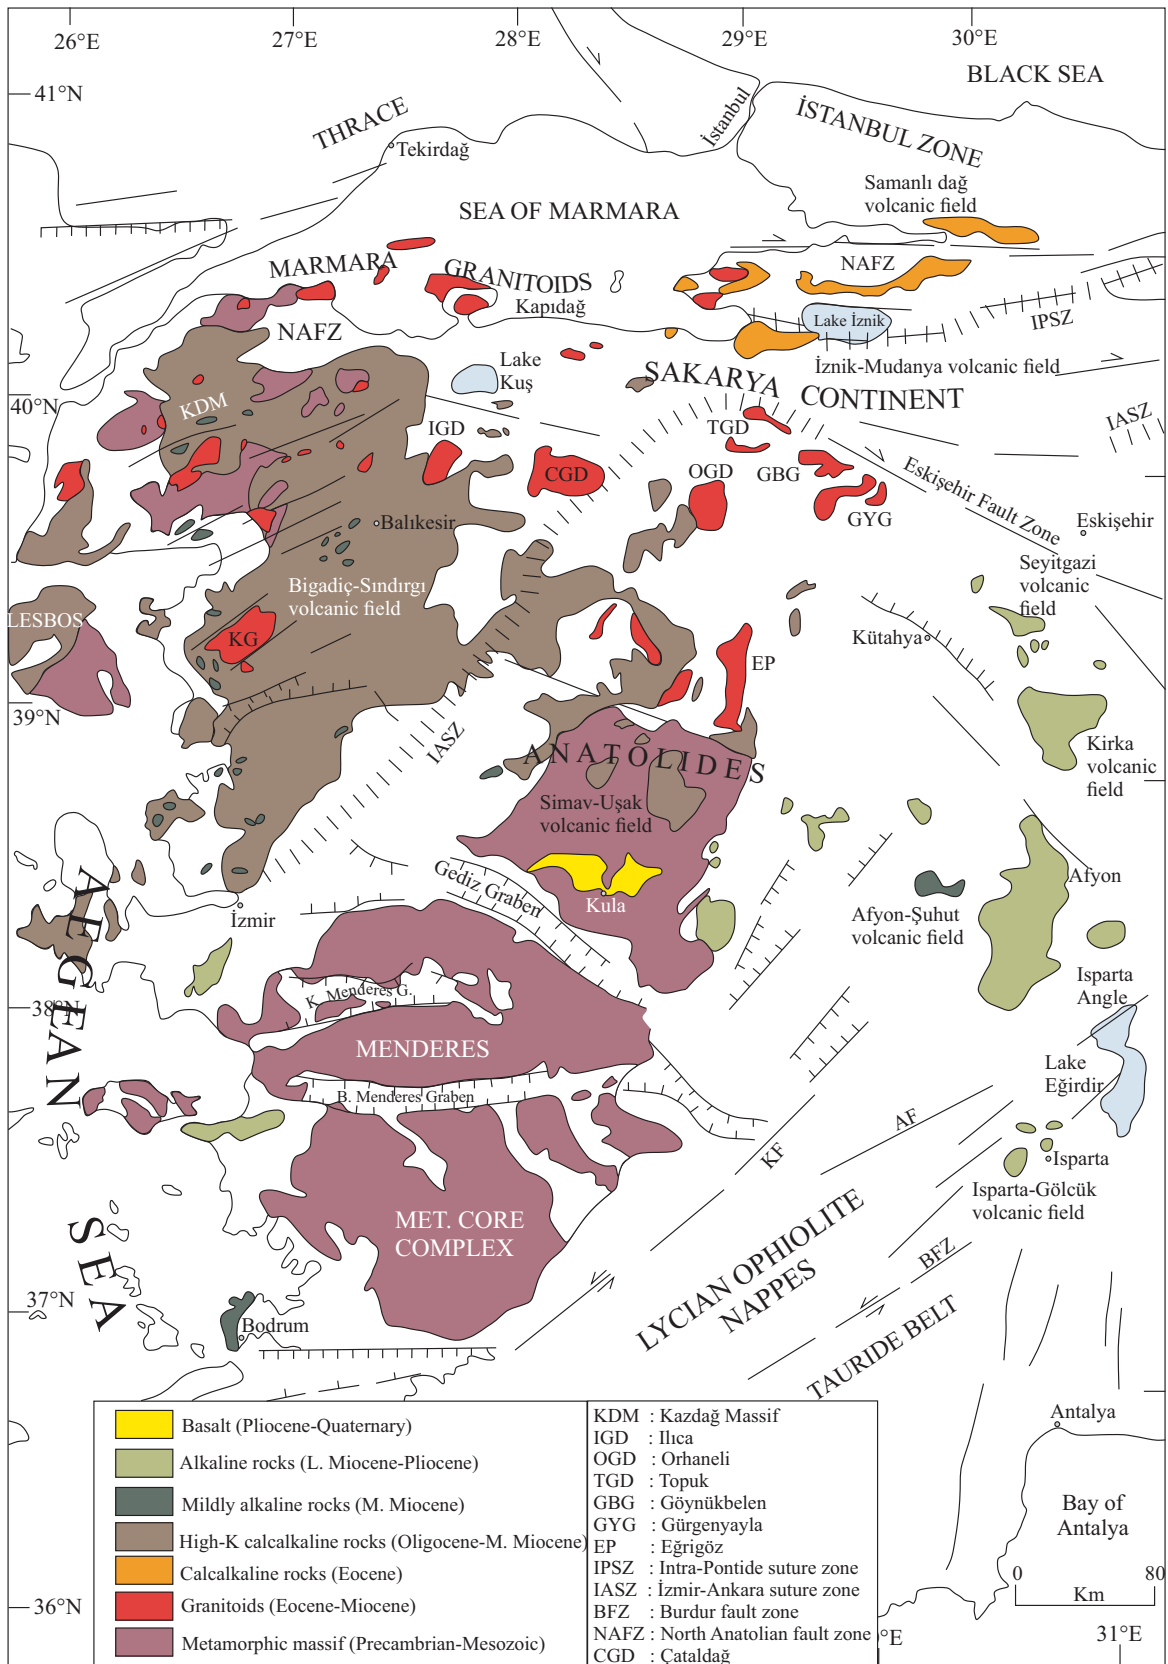 26°E
27°E
28°E
29°E
30°E
BLACK SEA
41°N
THRACE
İstanbul
İSTANBUL ZONE
Tekirdağ
Samanlı dağ
volcanic field
SEA OF MARMARA
MARMARA
GRANITOIDS
NAFZ
Kapıdağ
NAFZ
Lake İznik
IPSZ
Lake
Kuş
İznik-Mudanya volcanic field
SAKARYA
CONTINENT
40°N
KDM
IGD
TGD
IASZ
CGD
OGD
GBG
Eskişehir Fault Zone
GYG
Balıkesir
Eskişehir
Bigadiç-Sındırgı
volcanic field
Seyitgazi
volcanic
field
LESBOS
KG
Kütahya
EP
39°N
IASZ
ANATOLIDES
Kirka
volcanic
field
Simav-Uşak
volcanic field
Gediz Graben
Afyon
Kula
İzmir
Afyon-Şuhut
volcanic field
AEGEAN
SEA
Isparta
Angle
K. Menderes G.
38°N
MENDERES
Lake
Eğirdir
B. Menderes Graben
AF
KF
Isparta
Isparta-Gölcük
volcanic field
MET. CORE
COMPLEX
LYCIAN OPHIOLITE
NAPPES
BFZ
37°N
Bodrum
TAURIDE BELT
Antalya
Bay of
Antalya
0 80
Km
36°N
°E
31°E
Basalt (Pliocene-Quaternary)
Alkaline rocks (L. Miocene-Pliocene)
Mildly alkaline rocks (M. Miocene)
High-K calcalkaline rocks (Oligocene-M. Miocene)
Calcalkaline rocks (Eocene)
Granitoids (Eocene-Miocene)
Metamorphic massif (Precambrian-Mesozoic)
KDM : Kazdağ Massif
IGD : Ilıca
OGD : Orhaneli
TGD : Topuk
GBG : Göynükbelen
GYG : Gürgenyayla
EP : Eğrigöz
IPSZ : Intra-Pontide suture zone
IASZ : İzmir-Ankara suture zone
BFZ : Burdur fault zone
NAFZ : North Anatolian fault zone
CGD : Çataldağ